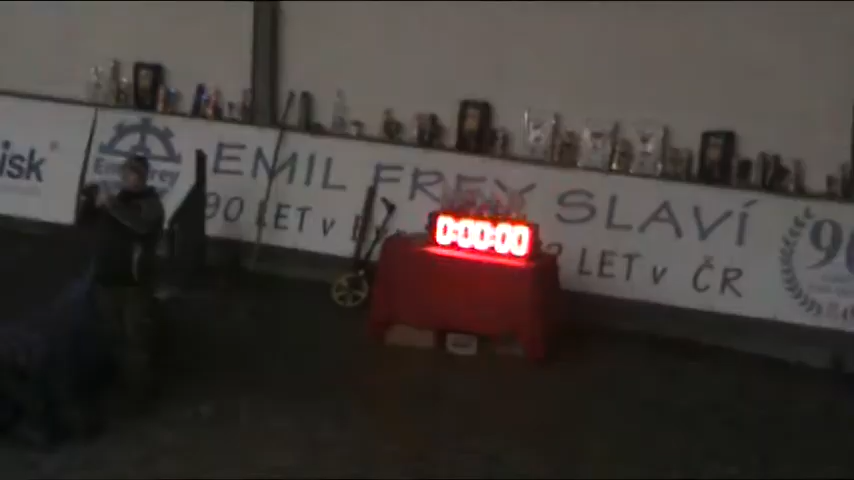 isk
EMIL FREY SLAVÍ
90 LET v
LET v ČR
0:00:00
90